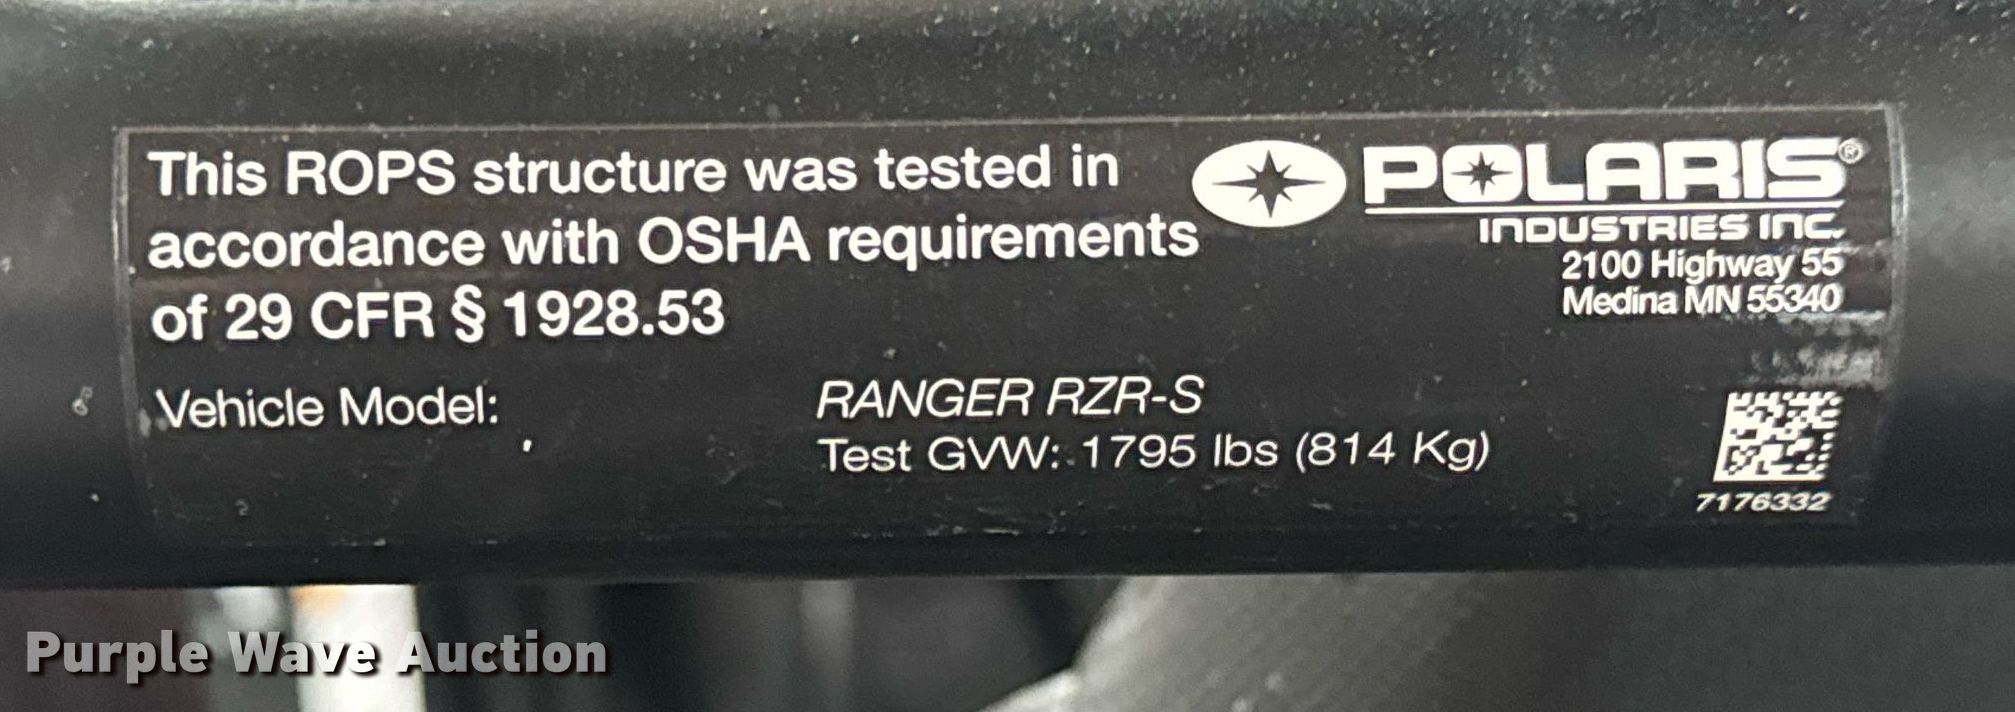 This ROPS structure was tested in
accordance with OSHA requirements
of 29 CFR § 1928.53
POLARIS®
INDUSTRIES INC.
2100 Highway 55
Medina MN 55340
Vehicle Model:
RANGER RZR-S
Test GVW: 1795 lbs (814 Kg)
7176332
Purple Wave Auction